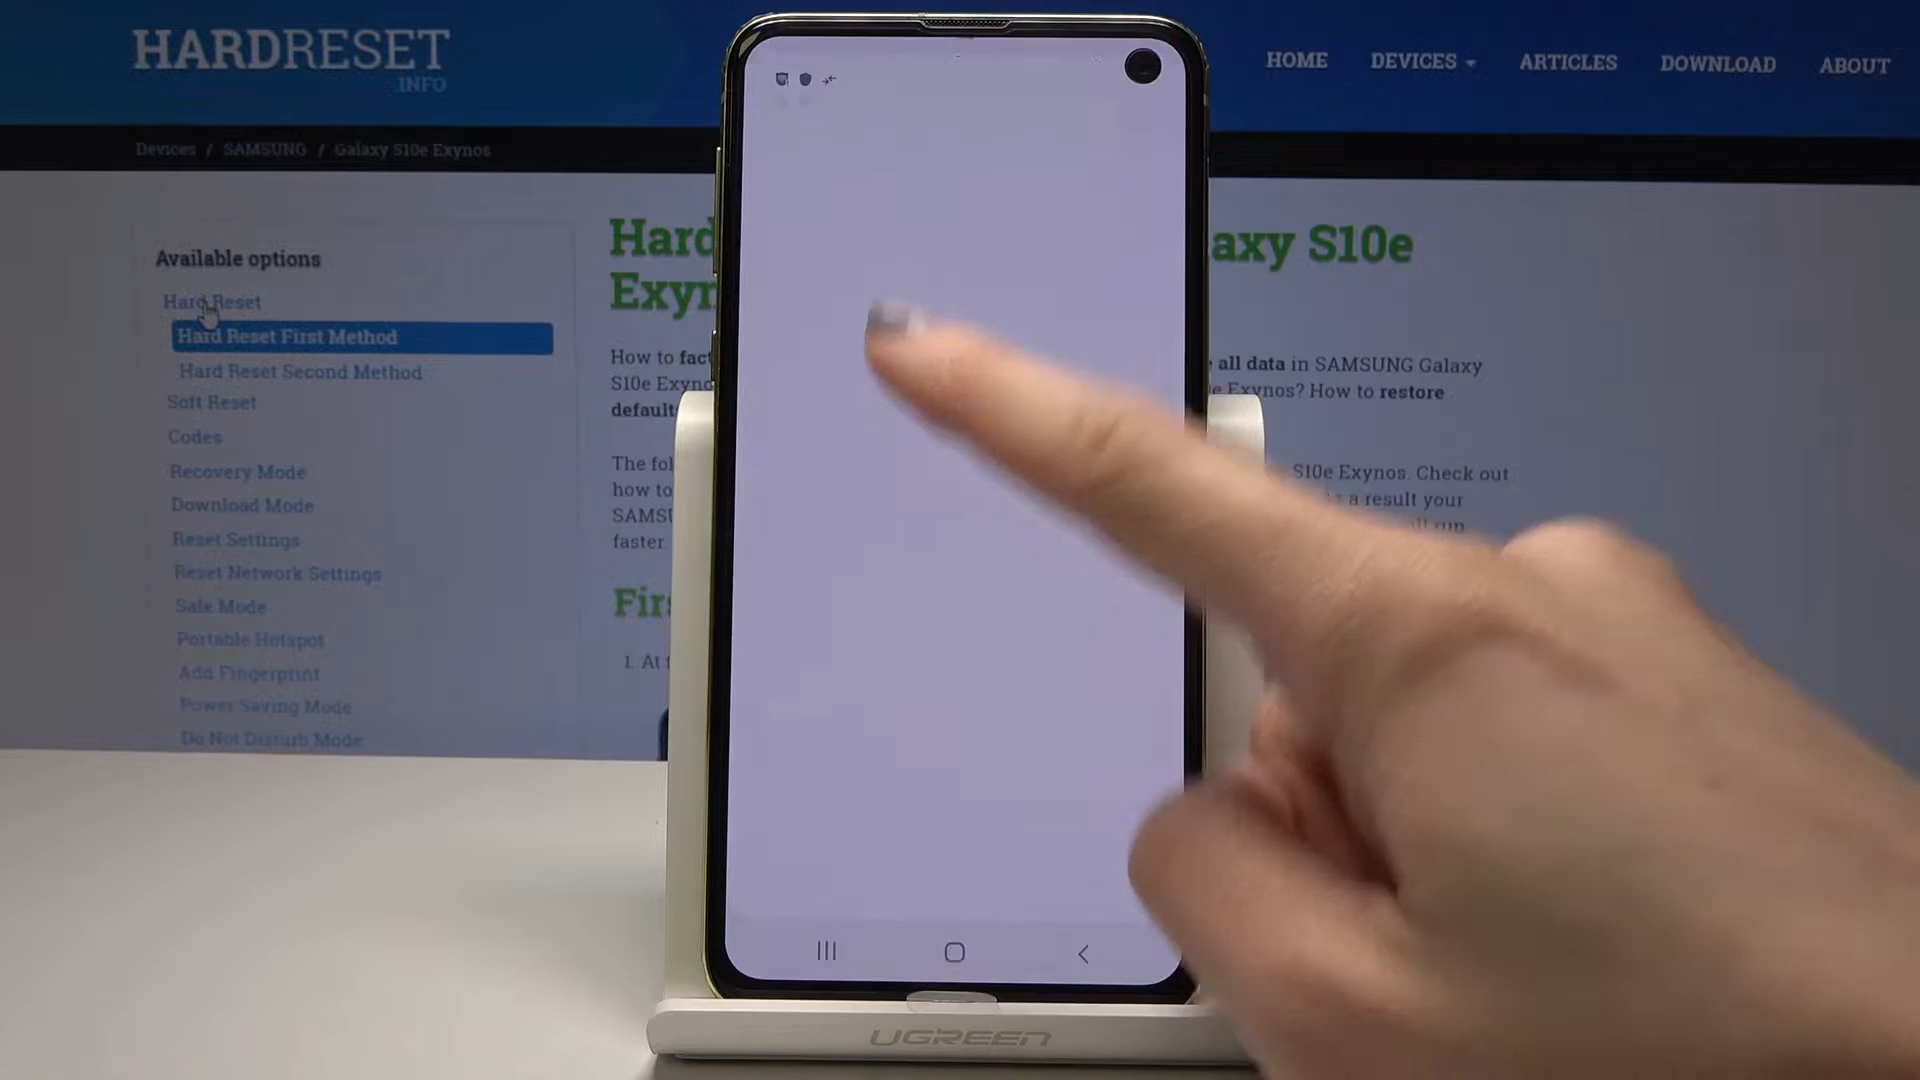 HARDRESET
.INFO
HOME
DEVICES
ARTICLES
DOWNLOAD
ABOUT
Devices / SAMSUNG / Galaxy S10e Exynos
Available options
Hard Reset
Hard Reset First Method
Hard Reset Second Method
Soft Reset
Codes
Recovery Mode
Download Mode
Reset Settings
Reset Network Settings
Safe Mode
Portable Hotspot
Add Fingerprint
Power Saving Mode
Do Not Disturb Mode
Hard axy S10e
Exyn
How to fact all data in SAMSUNG Galaxy
S10e Exyno e Exynos? How to restore
default
The fol S10e Exynos. Check out
how to a result your
SAMSU run
faster.
Firs
1. At f
UGREEN